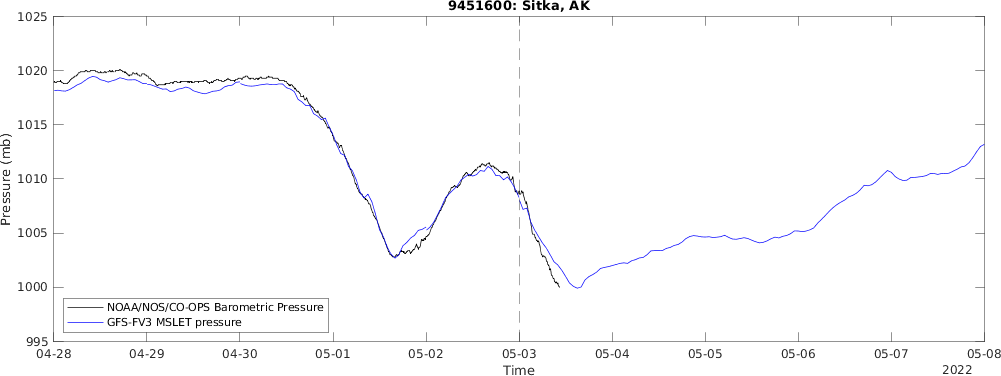 9451600: Sitka, AK
Pressure (mb)
1025
1020
1015
1010
1005
1000
995
NOAA/NOS/CO-OPS Barometric Pressure
GFS-FV3 MSLET pressure
04-28 04-29 04-30 05-01 05-02 05-03 05-04 05-05 05-06 05-07 05-08
Time
2022